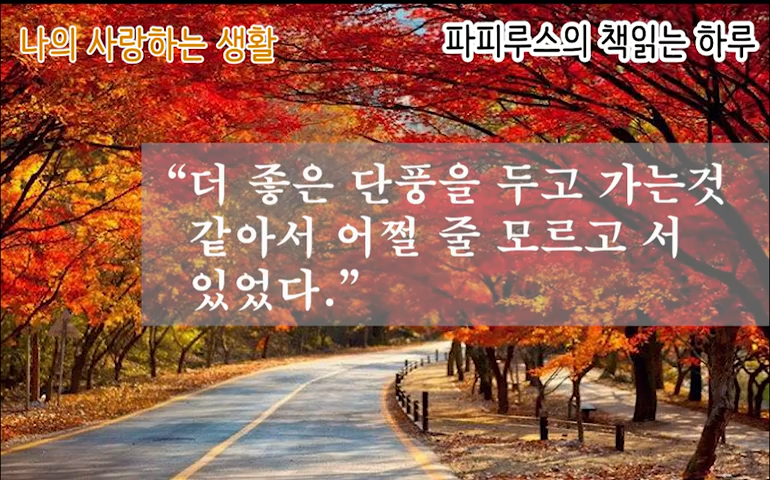 나의 사랑하는 생활
파피루스의 책읽는 하루
“더 좋은 단풍을 두고 가는것
같아서 어쩔 줄 모르고 서
있었다.”